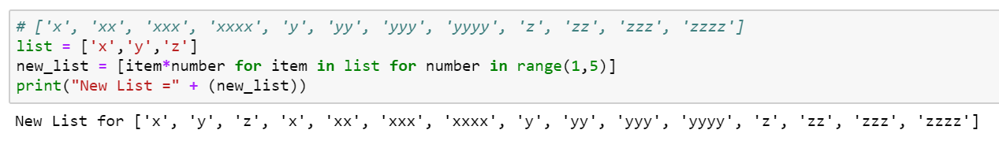 # ['x', 'xx', 'xxx', 'xxxx', 'y', 'yy', 'yyy', 'yyyy', 'z', 'zz', 'zzz', 'zzzz']
list = ['x','y','z']
new_list = [item*number for item in list for number in range(1,5)]
print("New List =" + (new_list))
New List for ['x', 'y', 'z', 'x', 'xx', 'xxx', 'xxxx', 'y', 'yy', 'yyy', 'yyyy', 'z', 'zz', 'zzz', 'zzzz']